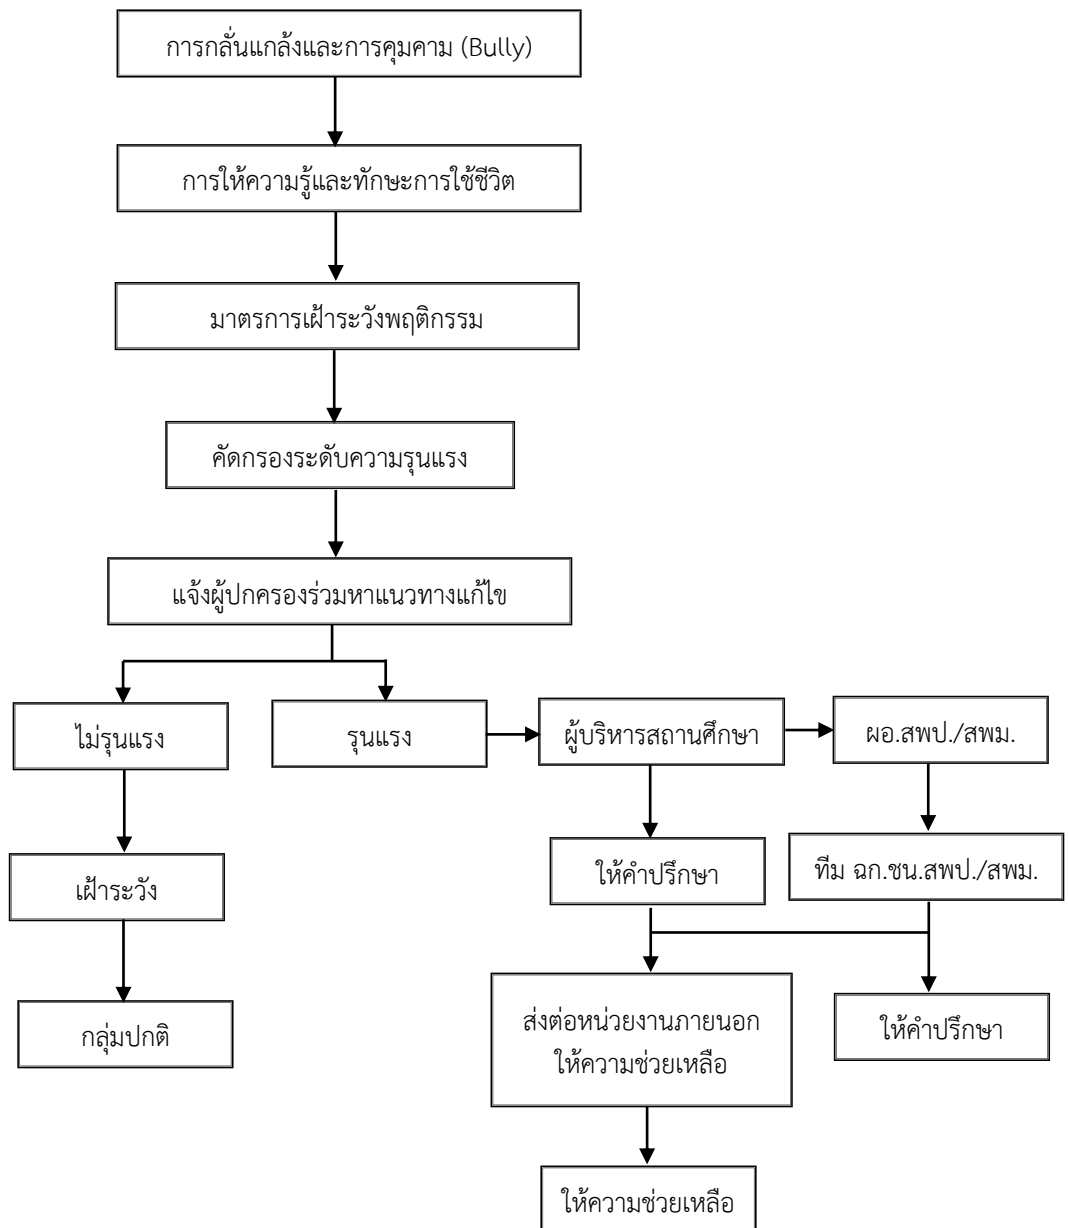 การกลั่นแกล้งและการคุมคาม (Bully)
การให้ความรู้และทักษะการใช้ชีวิต
มาตรการเฝ้าระวังพฤติกรรม
คัดกรองระดับความรุนแรง
แจ้งผู้ปกครองร่วมหาแนวทางแก้ไข
ไม่รุนแรง
รุนแรง
ผู้บริหารสถานศึกษา
ผอ.สพป./สพม.
เฝ้าระวัง
ให้คำปรึกษา
ทีม ฉก.ชน.สพป./สพม.
กลุ่มปกติ
ส่งต่อหน่วยงานภายนอก
ให้ความช่วยเหลือ
ให้คำปรึกษา
ให้ความช่วยเหลือ